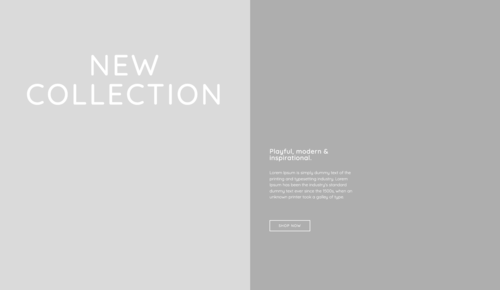 NEW
COLLECTION
Playful, modern &
inspirational.
Lorem Ipsum is simply dummy text of the
printing and typesetting industry. Lorem
Ipsum has been the industry's standard
dummy text ever since the 1500s, when an
unknown printer took a galley of type.
SHOP NOW